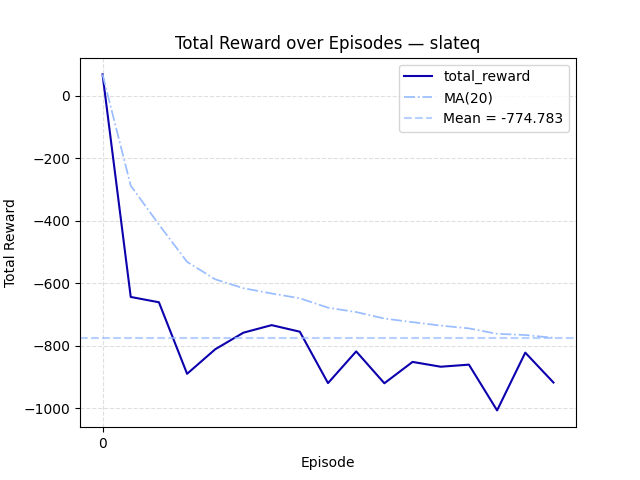 Total Reward over Episodes — slateq
total_reward
MA(20)
Mean = -774.783
Total Reward
0
−200
−400
−600
−800
−1000
0
Episode